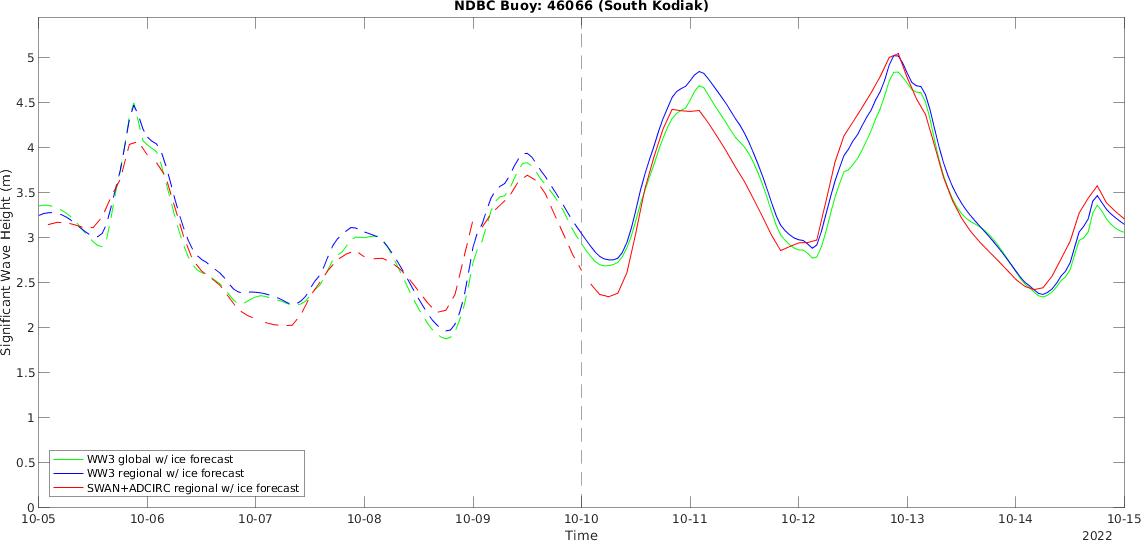 NDBC Buoy: 46066 (South Kodiak)
Significant Wave Height (m)
5
4.5
4
3.5
3
2.5
2
1.5
1
0.5
0
WW3 global w/ ice forecast
WW3 regional w/ ice forecast
SWAN+ADCIRC regional w/ ice forecast
10-05 10-06 10-07 10-08 10-09 10-10 10-11 10-12 10-13 10-14 10-15
Time
2022